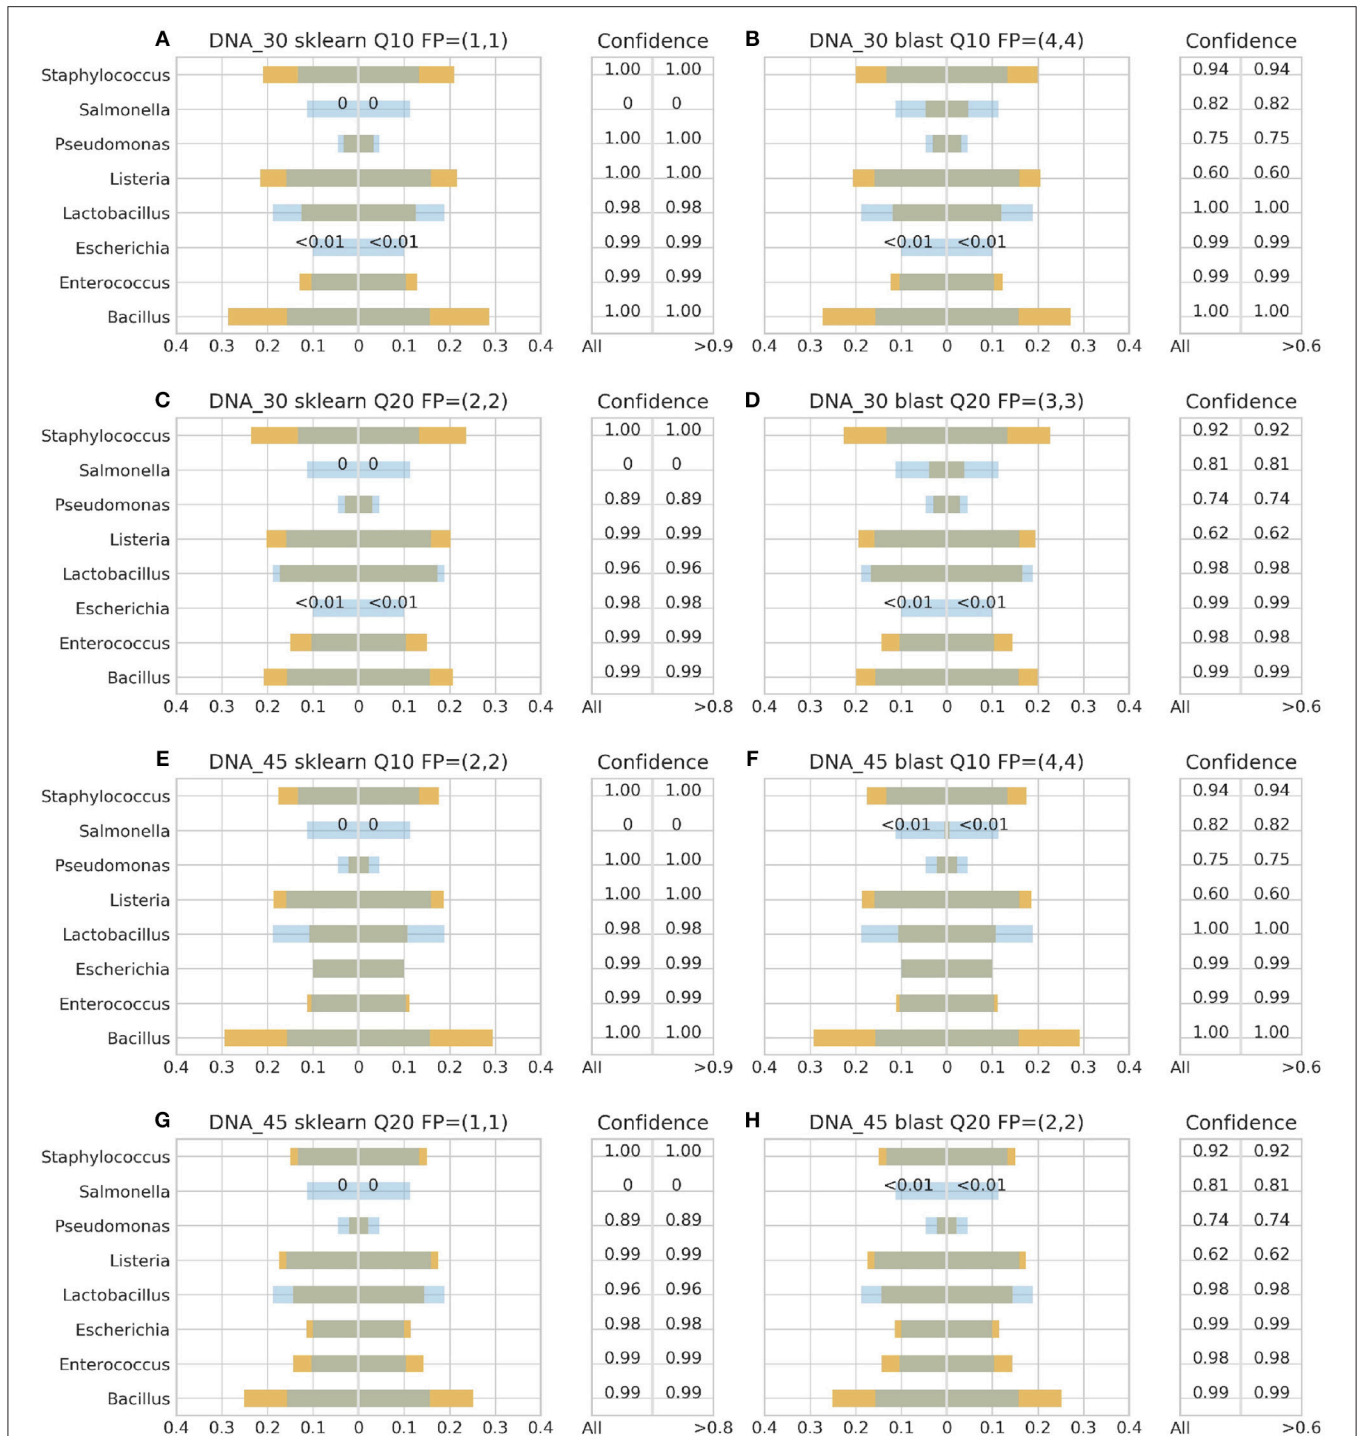 A DNA_30 sklearn Q10 FP=(1,1) Confidence B DNA_30 blast Q10 FP=(4,4) Confidence
Staphylococcus 1.00 1.00 0.94 0.94
Salmonella 0 0 0 0 0.82 0.82
Pseudomonas 1.00 1.00 0.75 0.75
Listeria 1.00 1.00 0.60 0.60
Lactobacillus 0.98 0.98 1.00 1.00
Escherichia <0.01 <0.01 0.99 0.99 <0.01 <0.01 0.99 0.99
Enterococcus 0.99 0.99 0.99 0.99
Bacillus 1.00 1.00 1.00 1.00
0.4 0.3 0.2 0.1 0 0.1 0.2 0.3 0.4 All >0.9 0.4 0.3 0.2 0.1 0 0.1 0.2 0.3 0.4 All >0.6
C DNA_30 sklearn Q20 FP=(2,2) Confidence D DNA_30 blast Q20 FP=(3,3) Confidence
Staphylococcus 1.00 1.00 0.92 0.92
Salmonella 0 0 0 0 0.81 0.81
Pseudomonas 0.89 0.89 0.74 0.74
Listeria 0.99 0.99 0.62 0.62
Lactobacillus 0.96 0.96 0.98 0.98
Escherichia <0.01 <0.01 0.98 0.98 <0.01 <0.01 0.99 0.99
Enterococcus 0.99 0.99 0.98 0.98
Bacillus 0.99 0.99 0.99 0.99
0.4 0.3 0.2 0.1 0 0.1 0.2 0.3 0.4 All >0.8 0.4 0.3 0.2 0.1 0 0.1 0.2 0.3 0.4 All >0.6
E DNA_45 sklearn Q10 FP=(2,2) Confidence F DNA_45 blast Q10 FP=(4,4) Confidence
Staphylococcus 1.00 1.00 0.94 0.94
Salmonella 0 0 0 0 <0.01 <0.01 0.82 0.82
Pseudomonas 1.00 1.00 0.75 0.75
Listeria 1.00 1.00 0.60 0.60
Lactobacillus 0.98 0.98 1.00 1.00
Escherichia 0.99 0.99 0.99 0.99
Enterococcus 0.99 0.99 0.99 0.99
Bacillus 1.00 1.00 1.00 1.00
0.4 0.3 0.2 0.1 0 0.1 0.2 0.3 0.4 All >0.9 0.4 0.3 0.2 0.1 0 0.1 0.2 0.3 0.4 All >0.6
G DNA_45 sklearn Q20 FP=(1,1) Confidence H DNA_45 blast Q20 FP=(2,2) Confidence
Staphylococcus 1.00 1.00 0.92 0.92
Salmonella 0 0 0 0 <0.01 <0.01 0.81 0.81
Pseudomonas 0.89 0.89 0.74 0.74
Listeria 0.99 0.99 0.62 0.62
Lactobacillus 0.96 0.96 0.98 0.98
Escherichia 0.98 0.98 0.99 0.99
Enterococcus 0.99 0.99 0.98 0.98
Bacillus 0.99 0.99 0.99 0.99
0.4 0.3 0.2 0.1 0 0.1 0.2 0.3 0.4 All >0.8 0.4 0.3 0.2 0.1 0 0.1 0.2 0.3 0.4 All >0.6